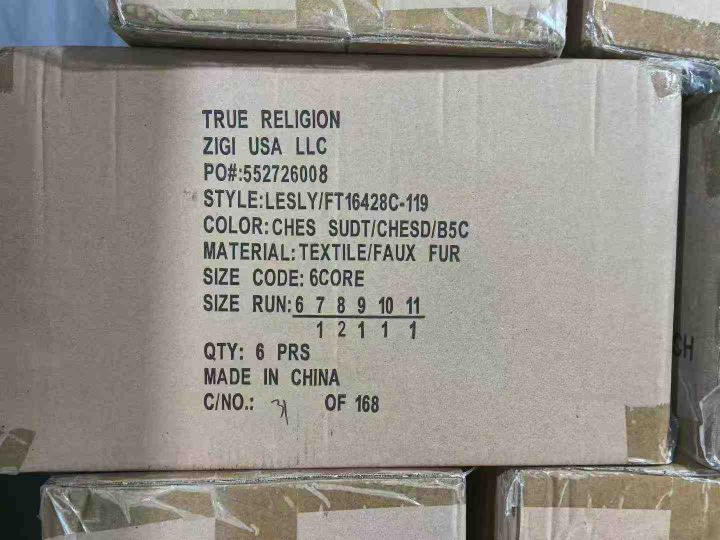 TRUE RELIGION
ZIGI USA LLC
PO#:552726008
STYLE:LESLY/FT16428C-119
COLOR:CHES SUDT/CHESD/B5C
MATERIAL:TEXTILE/FAUX FUR
SIZE CODE:6CORE
SIZE RUN:6 7 8 9 10 11
1 2 1 1 1
QTY: 6 PRS
MADE IN CHINA
C/NO.: 31 OF 168
CH